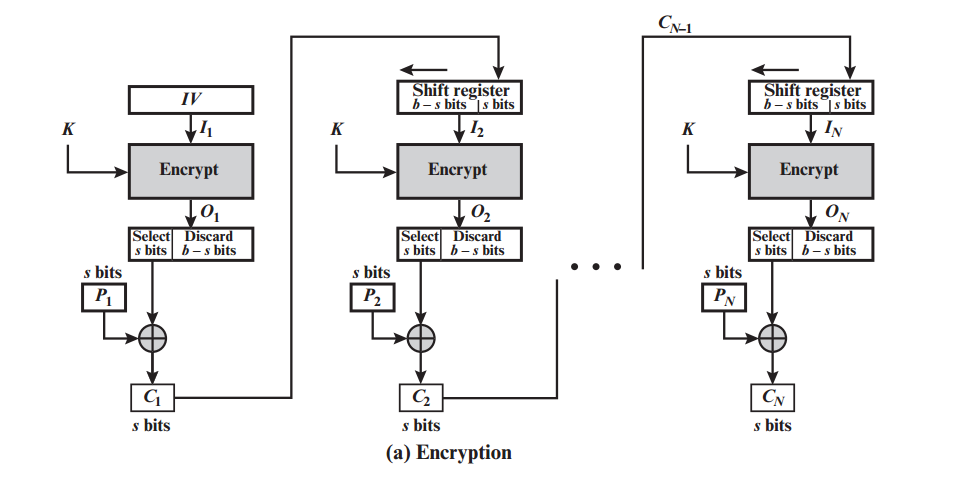 C_{N-1}
IV
Shift register
b – s bits | s bits
Shift register
b – s bits | s bits
K
I_1
K
I_2
K
I_N
Encrypt
Encrypt
Encrypt
O_1
O_2
O_N
Select Discard
s bits b – s bits
Select Discard
s bits b – s bits
Select Discard
s bits b – s bits
s bits
P_1
s bits
P_2
• • •
s bits
P_N
C_1
C_2
C_N
s bits
s bits
s bits
(a) Encryption